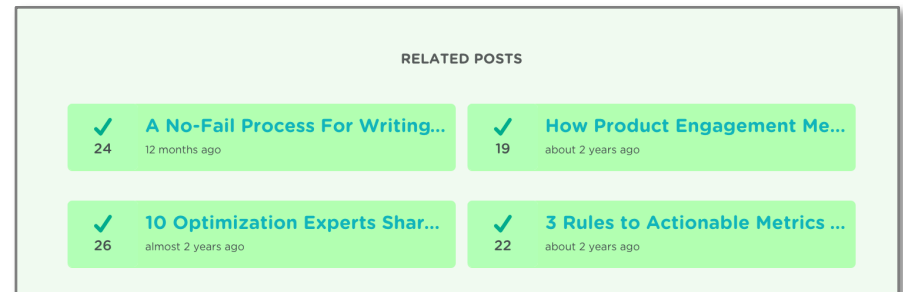 RELATED POSTS
A No-Fail Process For Writing...
24
12 months ago
How Product Engagement Me...
19
about 2 years ago
10 Optimization Experts Shar...
26
almost 2 years ago
3 Rules to Actionable Metrics ...
22
about 2 years ago